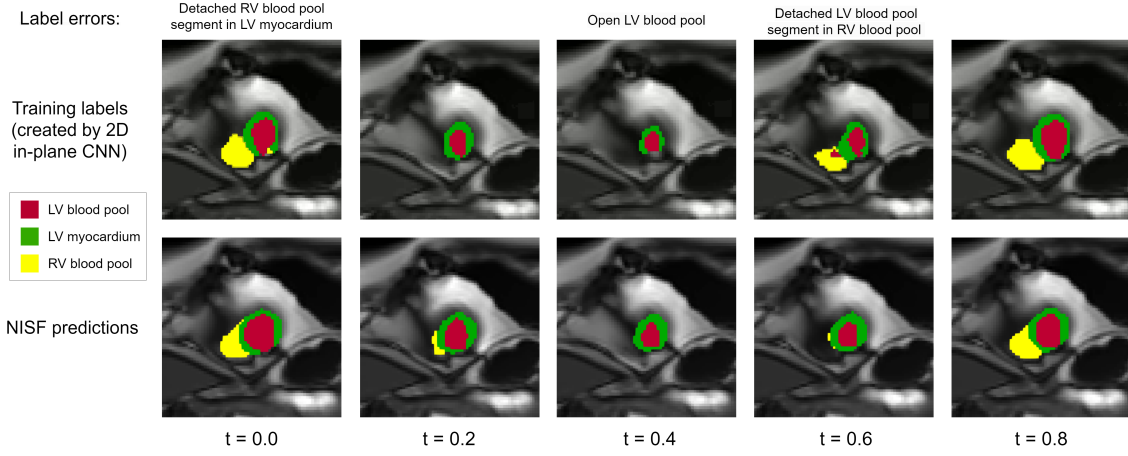 Label errors:
Detached RV blood pool
segment in LV myocardium
Open LV blood pool
Detached LV blood pool
segment in RV blood pool
Training labels
(created by 2D
in-plane CNN)
LV blood pool
LV myocardium
RV blood pool
NISF predictions
t = 0.0
t = 0.2
t = 0.4
t = 0.6
t = 0.8